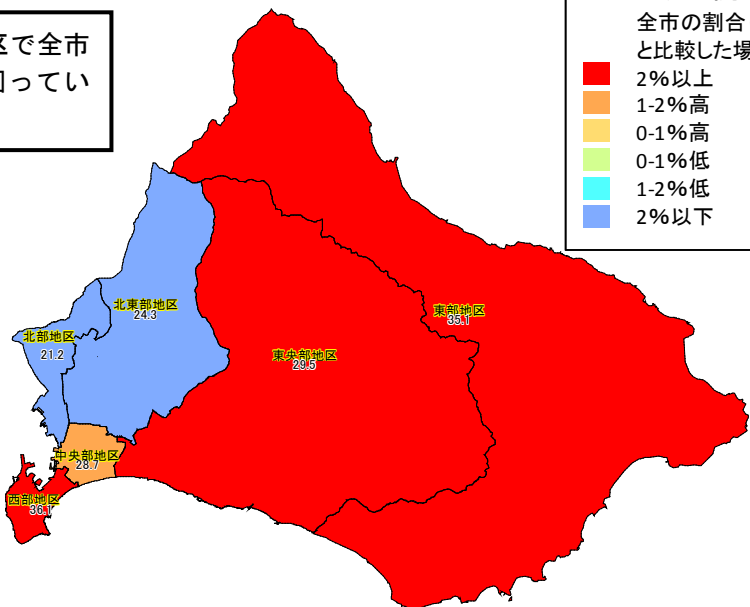 区で全市
回ってい
全市の割合
と比較した場
2%以上
1-2%高
0-1%高
0-1%低
1-2%低
2%以下
北東部地区
24.3
東部地区
35.1
北部地区
21.2
東央部地区
29.5
中央部地区
28.7
西部地区
36.1